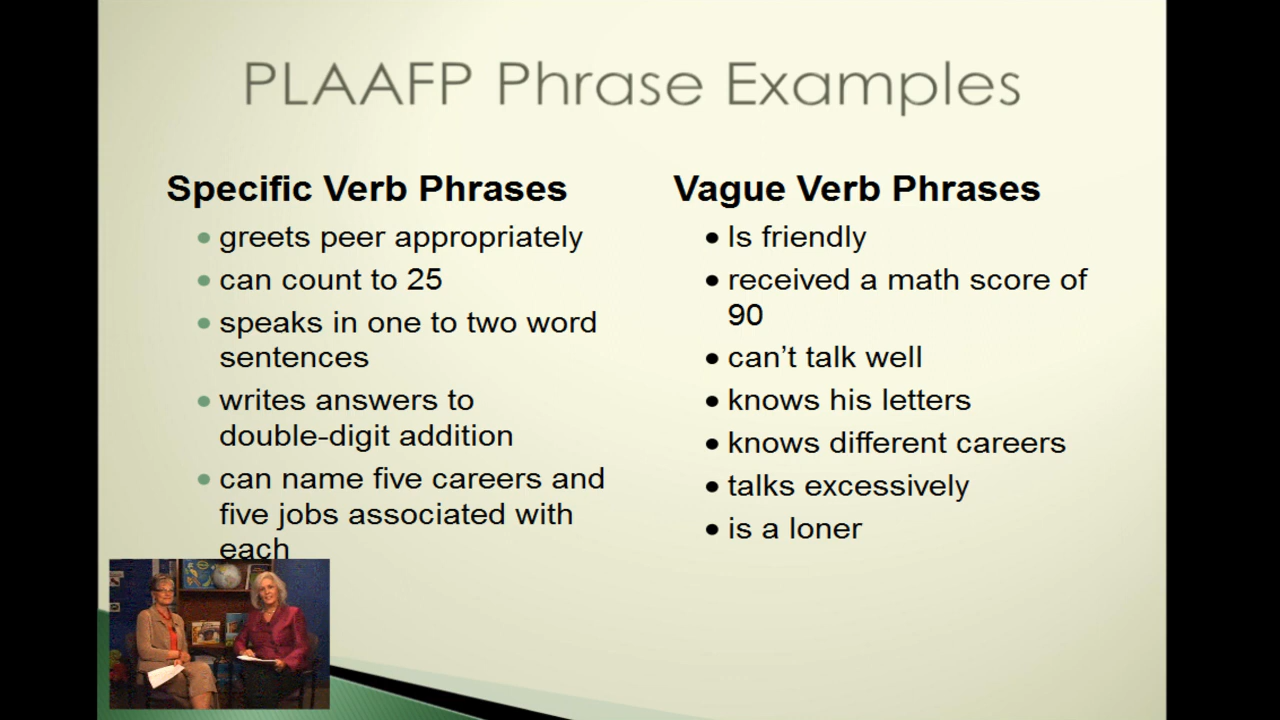 PLAAFP Phrase Examples
Specific Verb Phrases
greets peer appropriately
can count to 25
speaks in one to two word
sentences
writes answers to
double-digit addition
can name five careers and
five jobs associated with
each
Vague Verb Phrases
Is friendly
received a math score of
90
can’t talk well
knows his letters
knows different careers
talks excessively
is a loner